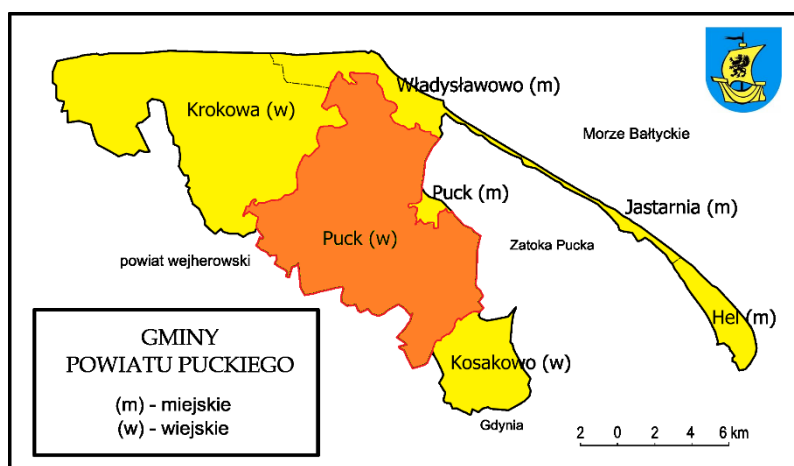 Władysławowo (m)
Krokowa (w)
Morze Bałtyckie
Puck (m)
Jastarnia (m)
Puck (w)
Zatoka Pucka
powiat wejherowski
Hel (m)
GMINY
POWIATU PUCKIEGO
(m) - miejskie
(w) - wiejskie
Kosakowo (w)
Gdynia
2 0 2 4 6 km